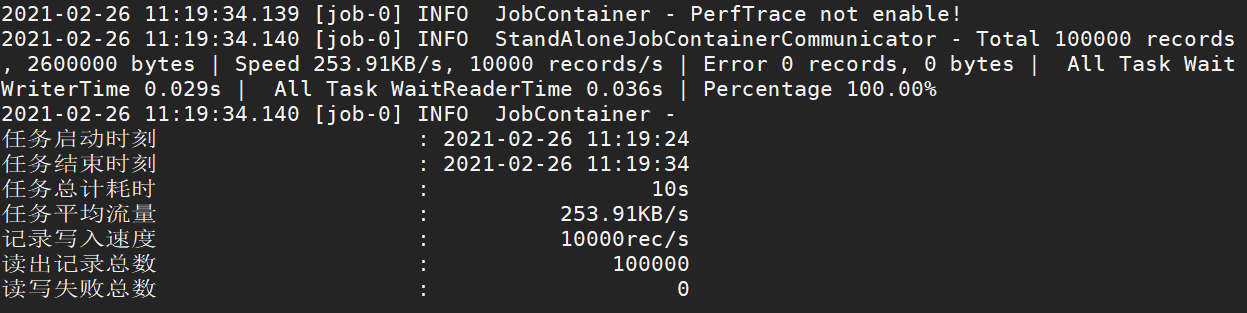 2021-02-26 11:19:34.139 [job-0] INFO  JobContainer - PerfTrace not enable!
2021-02-26 11:19:34.140 [job-0] INFO  StandAloneJobContainerCommunicator - Total 100000 records
, 2600000 bytes | Speed 253.91KB/s, 10000 records/s | Error 0 records, 0 bytes |  All Task Wait
WriterTime 0.029s |  All Task WaitReaderTime 0.036s | Percentage 100.00%
2021-02-26 11:19:34.140 [job-0] INFO  JobContainer -
任务启动时刻                    : 2021-02-26 11:19:24
任务结束时刻                    : 2021-02-26 11:19:34
任务总计耗时                    :                 10s
任务平均流量                    :          253.91KB/s
记录写入速度                    :          10000rec/s
读出记录总数                    :              100000
读写失败总数                    :                   0